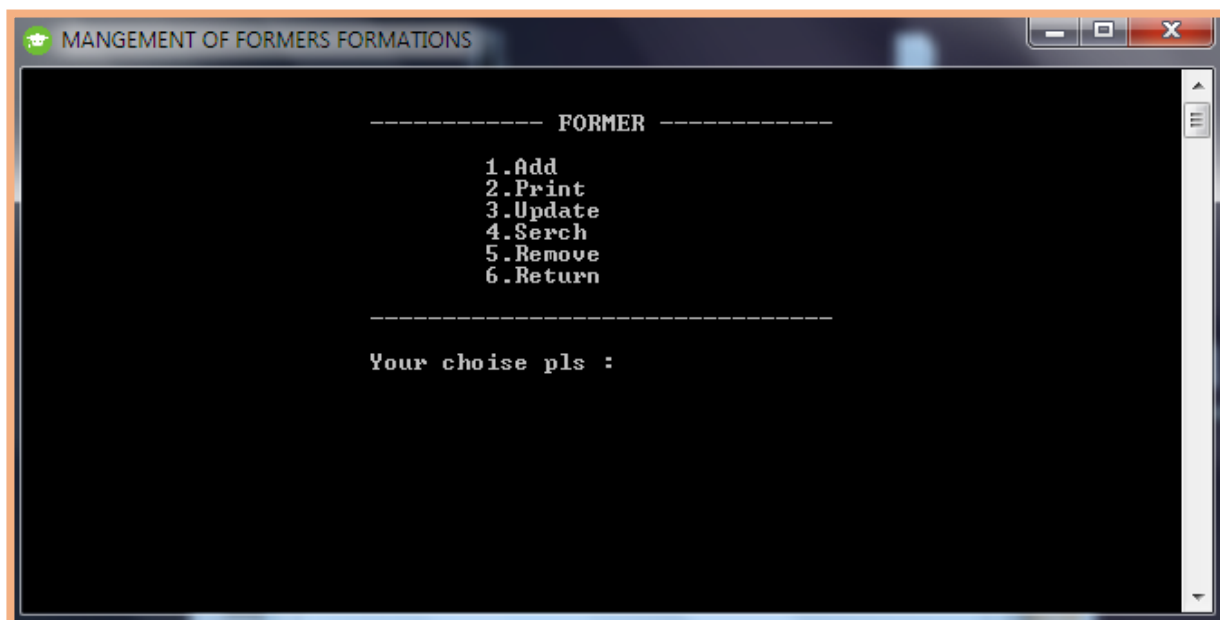 MANGEMENT OF FORMERS FORMATIONS
------------ FORMER ------------
1.Add
2.Print
3.Update
4.Serch
5.Remove
6.Return
--------------------------------
Your choise pls :